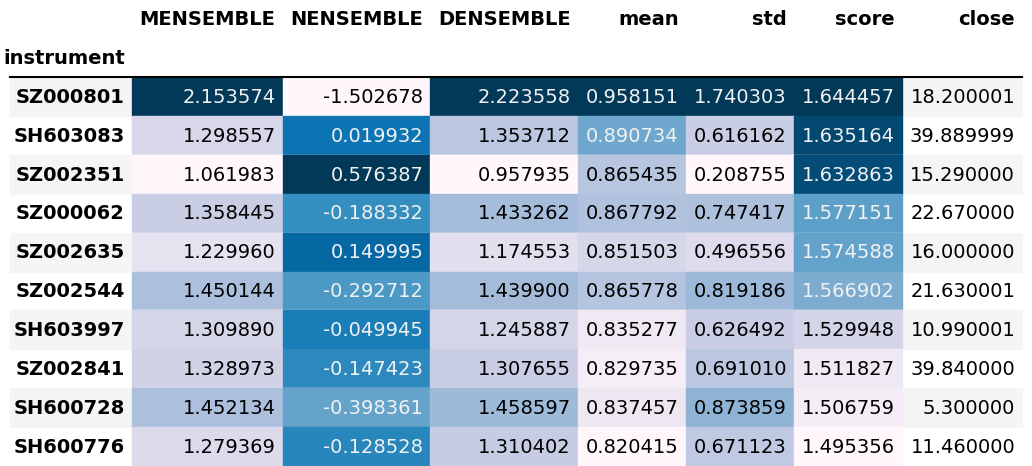 MENSEMBLE NENSEMBLE DENSEMBLE mean std score close
instrument
SZ000801 2.153574 -1.502678 2.223558 0.958151 1.740303 1.644457 18.200001
SH603083 1.298557 0.019932 1.353712 0.890734 0.616162 1.635164 39.889999
SZ002351 1.061983 0.576387 0.957935 0.865435 0.208755 1.632863 15.290000
SZ000062 1.358445 -0.188332 1.433262 0.867792 0.747417 1.577151 22.670000
SZ002635 1.229960 0.149995 1.174553 0.851503 0.496556 1.574588 16.000000
SZ002544 1.450144 -0.292712 1.439900 0.865778 0.819186 1.566902 21.630001
SH603997 1.309890 -0.049945 1.245887 0.835277 0.626492 1.529948 10.990001
SZ002841 1.328973 -0.147423 1.307655 0.829735 0.691010 1.511827 39.840000
SH600728 1.452134 -0.398361 1.458597 0.837457 0.873859 1.506759 5.300000
SH600776 1.279369 -0.128528 1.310402 0.820415 0.671123 1.495356 11.460000